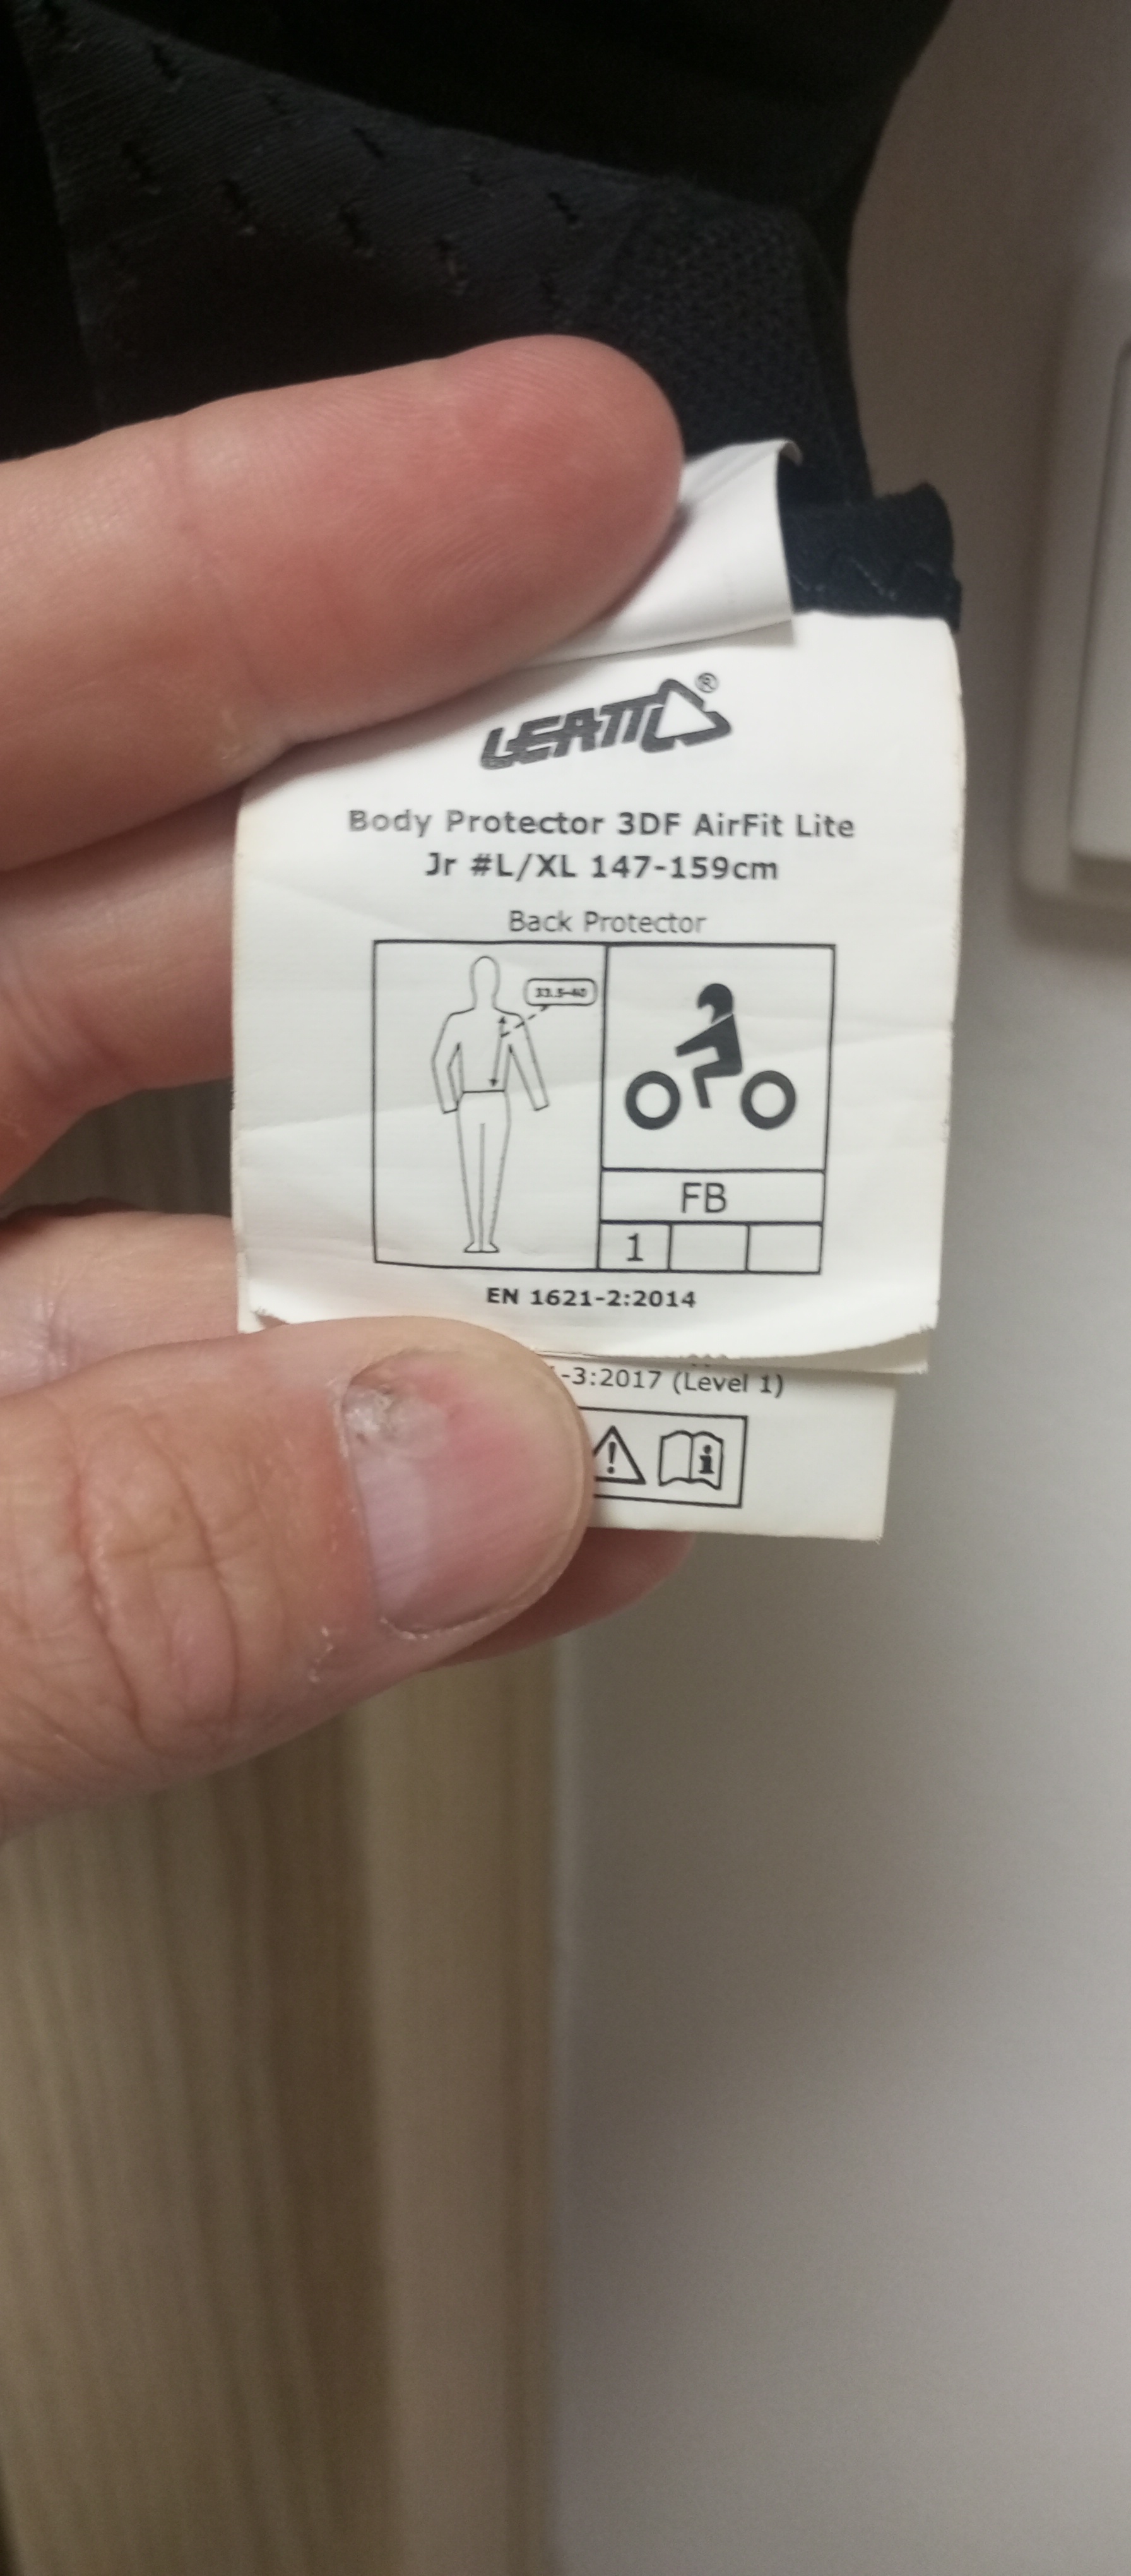 LEATT®
Body Protector 3DF AirFit Lite
Jr #L/XL 147-159cm
Back Protector
33.5-40
FB
1
EN 1621-2:2014
-3:2017 (Level 1)